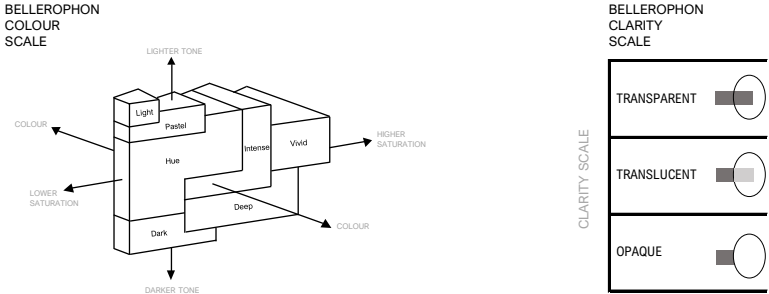 BELLEROPHON
COLOUR
SCALE
LIGHTER TONE
Light
Pastel
COLOUR
Hue
Intense
Vivid
HIGHER
SATURATION
LOWER
SATURATION
Deep
Dark
COLOUR
DARKER TONE
BELLEROPHON
CLARITY
SCALE
CLARITY SCALE
TRANSPARENT
TRANSLUCENT
OPAQUE